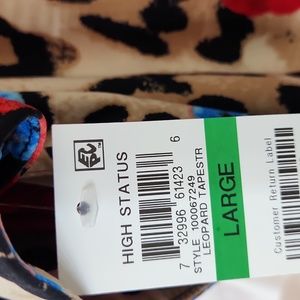 HIGH STATUS
7 32996 61423 6
STYLE 100067249
LEOPARD TAPESTR
LARGE
Customer Return Label